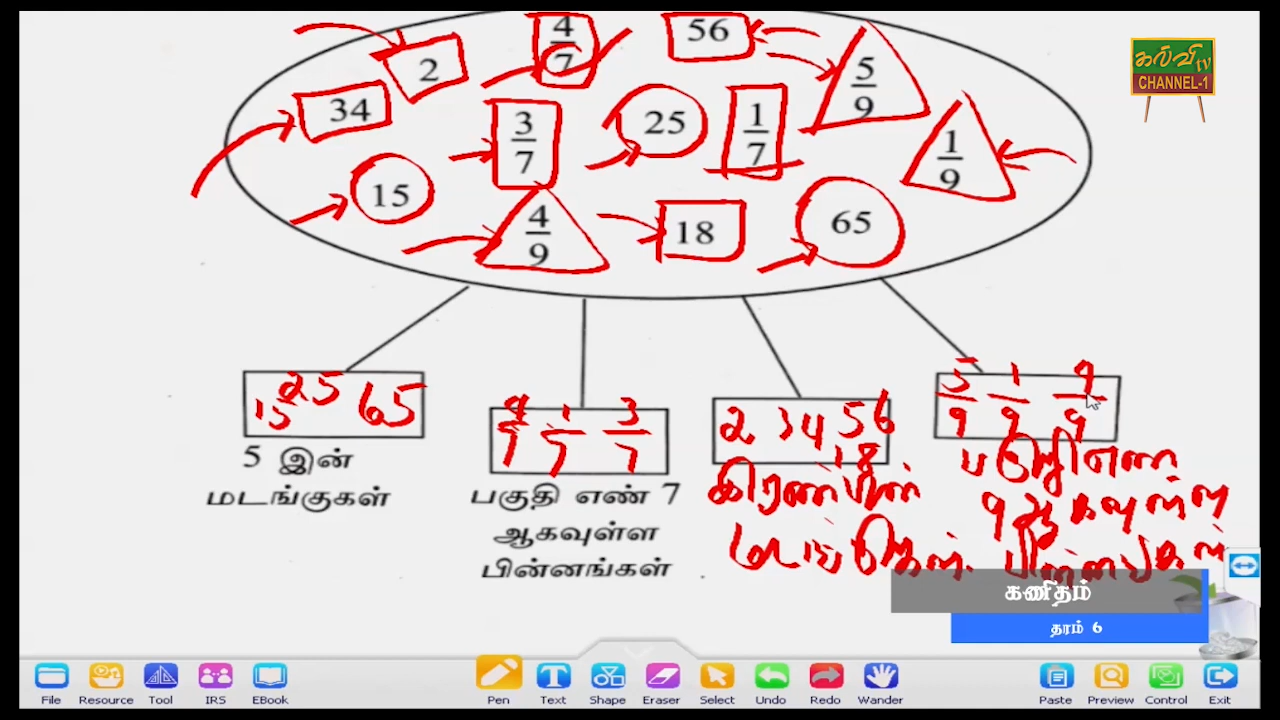 கல்வி TV
CHANNEL-1
4/7
56
2
5/9
34
3/7
25
1/7
1/9
15
4/9
18
65
15 25 65
5 இன்
மடங்குகள்
4/7 1/7 3/7
பகுதி எண் 7
ஆகவுள்ள
பின்னங்கள்
2 34 56
18
இரண்டின்
மடங்குகள்
5/9 1/9 4/9
பகுதி எண்
9 ஆகவுள்ள
பின்னங்கள்
கணிதம்
தரம் 6
File Resource Tool IRS EBook Pen Text Shape Eraser Select Undo Redo Wander Paste Preview Control Exit